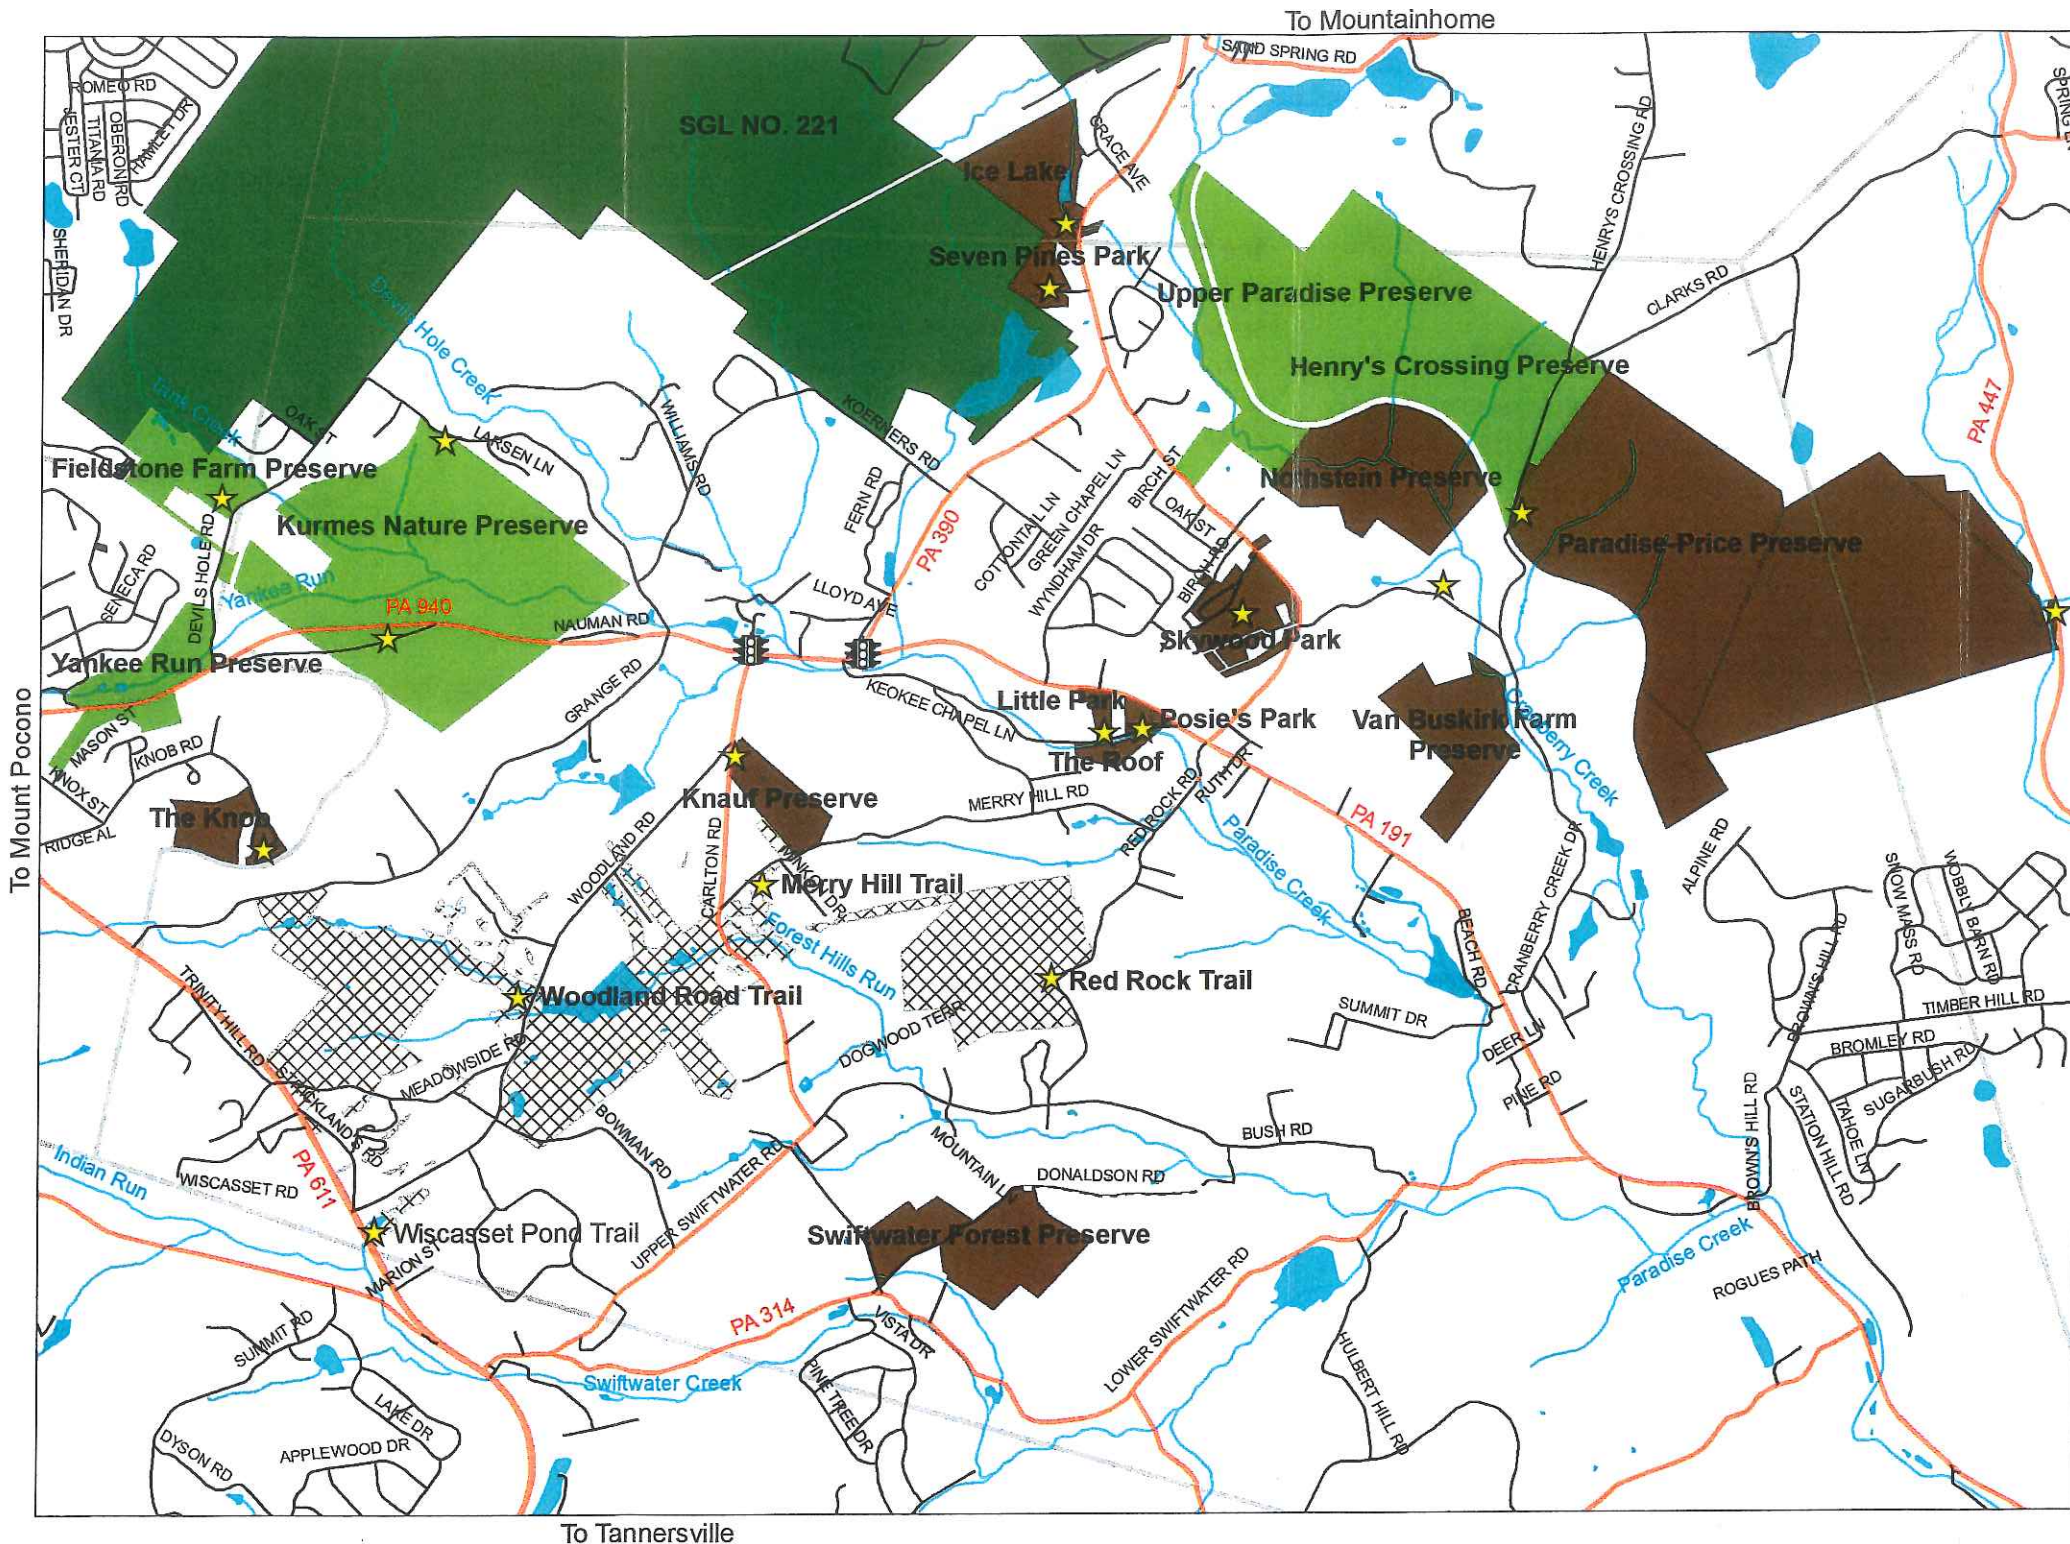 To Mountainhome
SAND SPRING RD
ROMEO RD
JESTER CT
TITANIA RD
OBERON RD
HAMLET DR
SGL NO. 221
GRACE AVE
HENRYS CROSSING RD
Ice Lake
SHERIDAN DR
Seven Pines Park
Upper Paradise Preserve
CLARKS RD
Devils Hole Creek
Henry's Crossing Preserve
Tank Creek
OAK ST
LARSEN LN
WILLIAMS RD
KOERNERS RD
PA 447
Fieldstone Farm Preserve
FERN RD
COTTONTAIL LN
GREEN CHAPEL LN
WYNDHAM DR
BIRCH ST
OAK ST
BIRCH RD
Nothstein Preserve
Kurmes Nature Preserve
DEVILS HOLE RD
PA 390
Paradise-Price Preserve
SENECA RD
Yankee Run
PA 940
LLOYD AVE
NAUMAN RD
Skywood Park
Yankee Run Preserve
GRANGE RD
KEOKEE CHAPEL LN
Little Park
Posie's Park
Van Buskirk Farm
Preserve
Cranberry Creek
To Mount Pocono
MASON ST
KNOB RD
KNOX ST
RIDGE AL
The Roof
RUTH DR
RED ROCK RD
Knauf Preserve
MERRY HILL RD
The Knob
PA 191
WOODLAND RD
CARLTON RD
WINKO DR
Paradise Creek
CRANBERRY CREEK DR
ALPINE RD
SNOW MASS RD
WOBBLY BARN RD
Merry Hill Trail
Forest Hills Run
BEACH RD
BROWN'S HILL RD
Woodland Road Trail
Red Rock Trail
TRINITY HILL RD
SUMMIT DR
TIMBER HILL RD
DOGWOOD TERR
DEER LN
BROMLEY RD
MEADOWSIDE RD
STRICKLANDS RD
SUGARBUSH RD
PINE RD
BOWMAN RD
BUSH RD
BROWN'S HILL RD
STATION HILL RD
TAHOE LN
Indian Run
WISCASSET RD
PA 611
MOUNTAIN LN
DONALDSON RD
UPPER SWIFTWATER RD
Wiscasset Pond Trail
MARION ST
Swiftwater Forest Preserve
Paradise Creek
ROGUES PATH
LOWER SWIFTWATER RD
PA 314
SUMMIT RD
VISTA DR
HULBERT HILL RD
Swiftwater Creek
PINE TREE DR
LAKE DR
DYSON RD
APPLEWOOD DR
To Tannersville